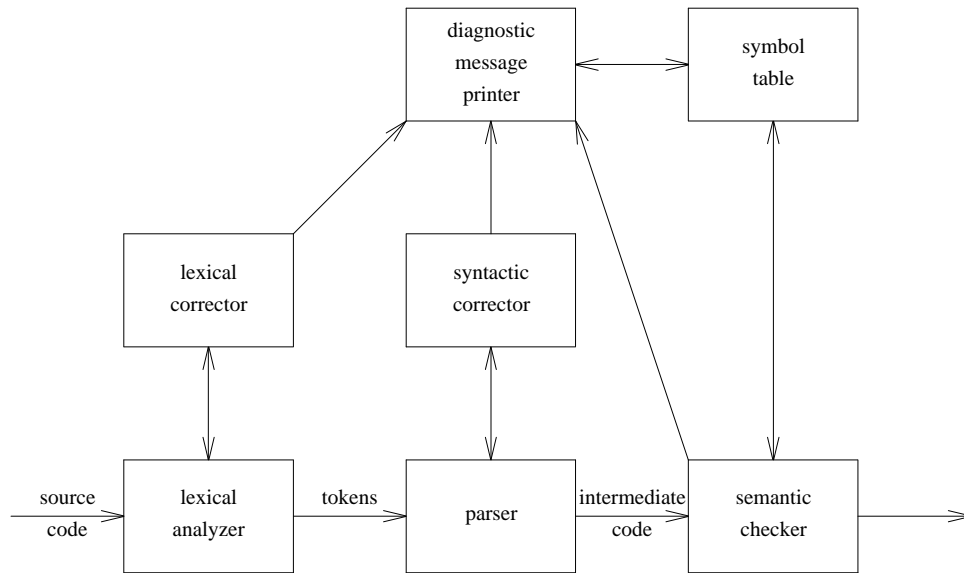 diagnostic
message
printer
symbol
table
lexical
corrector
syntactic
corrector
source
code
lexical
analyzer
tokens
parser
intermediate
code
semantic
checker